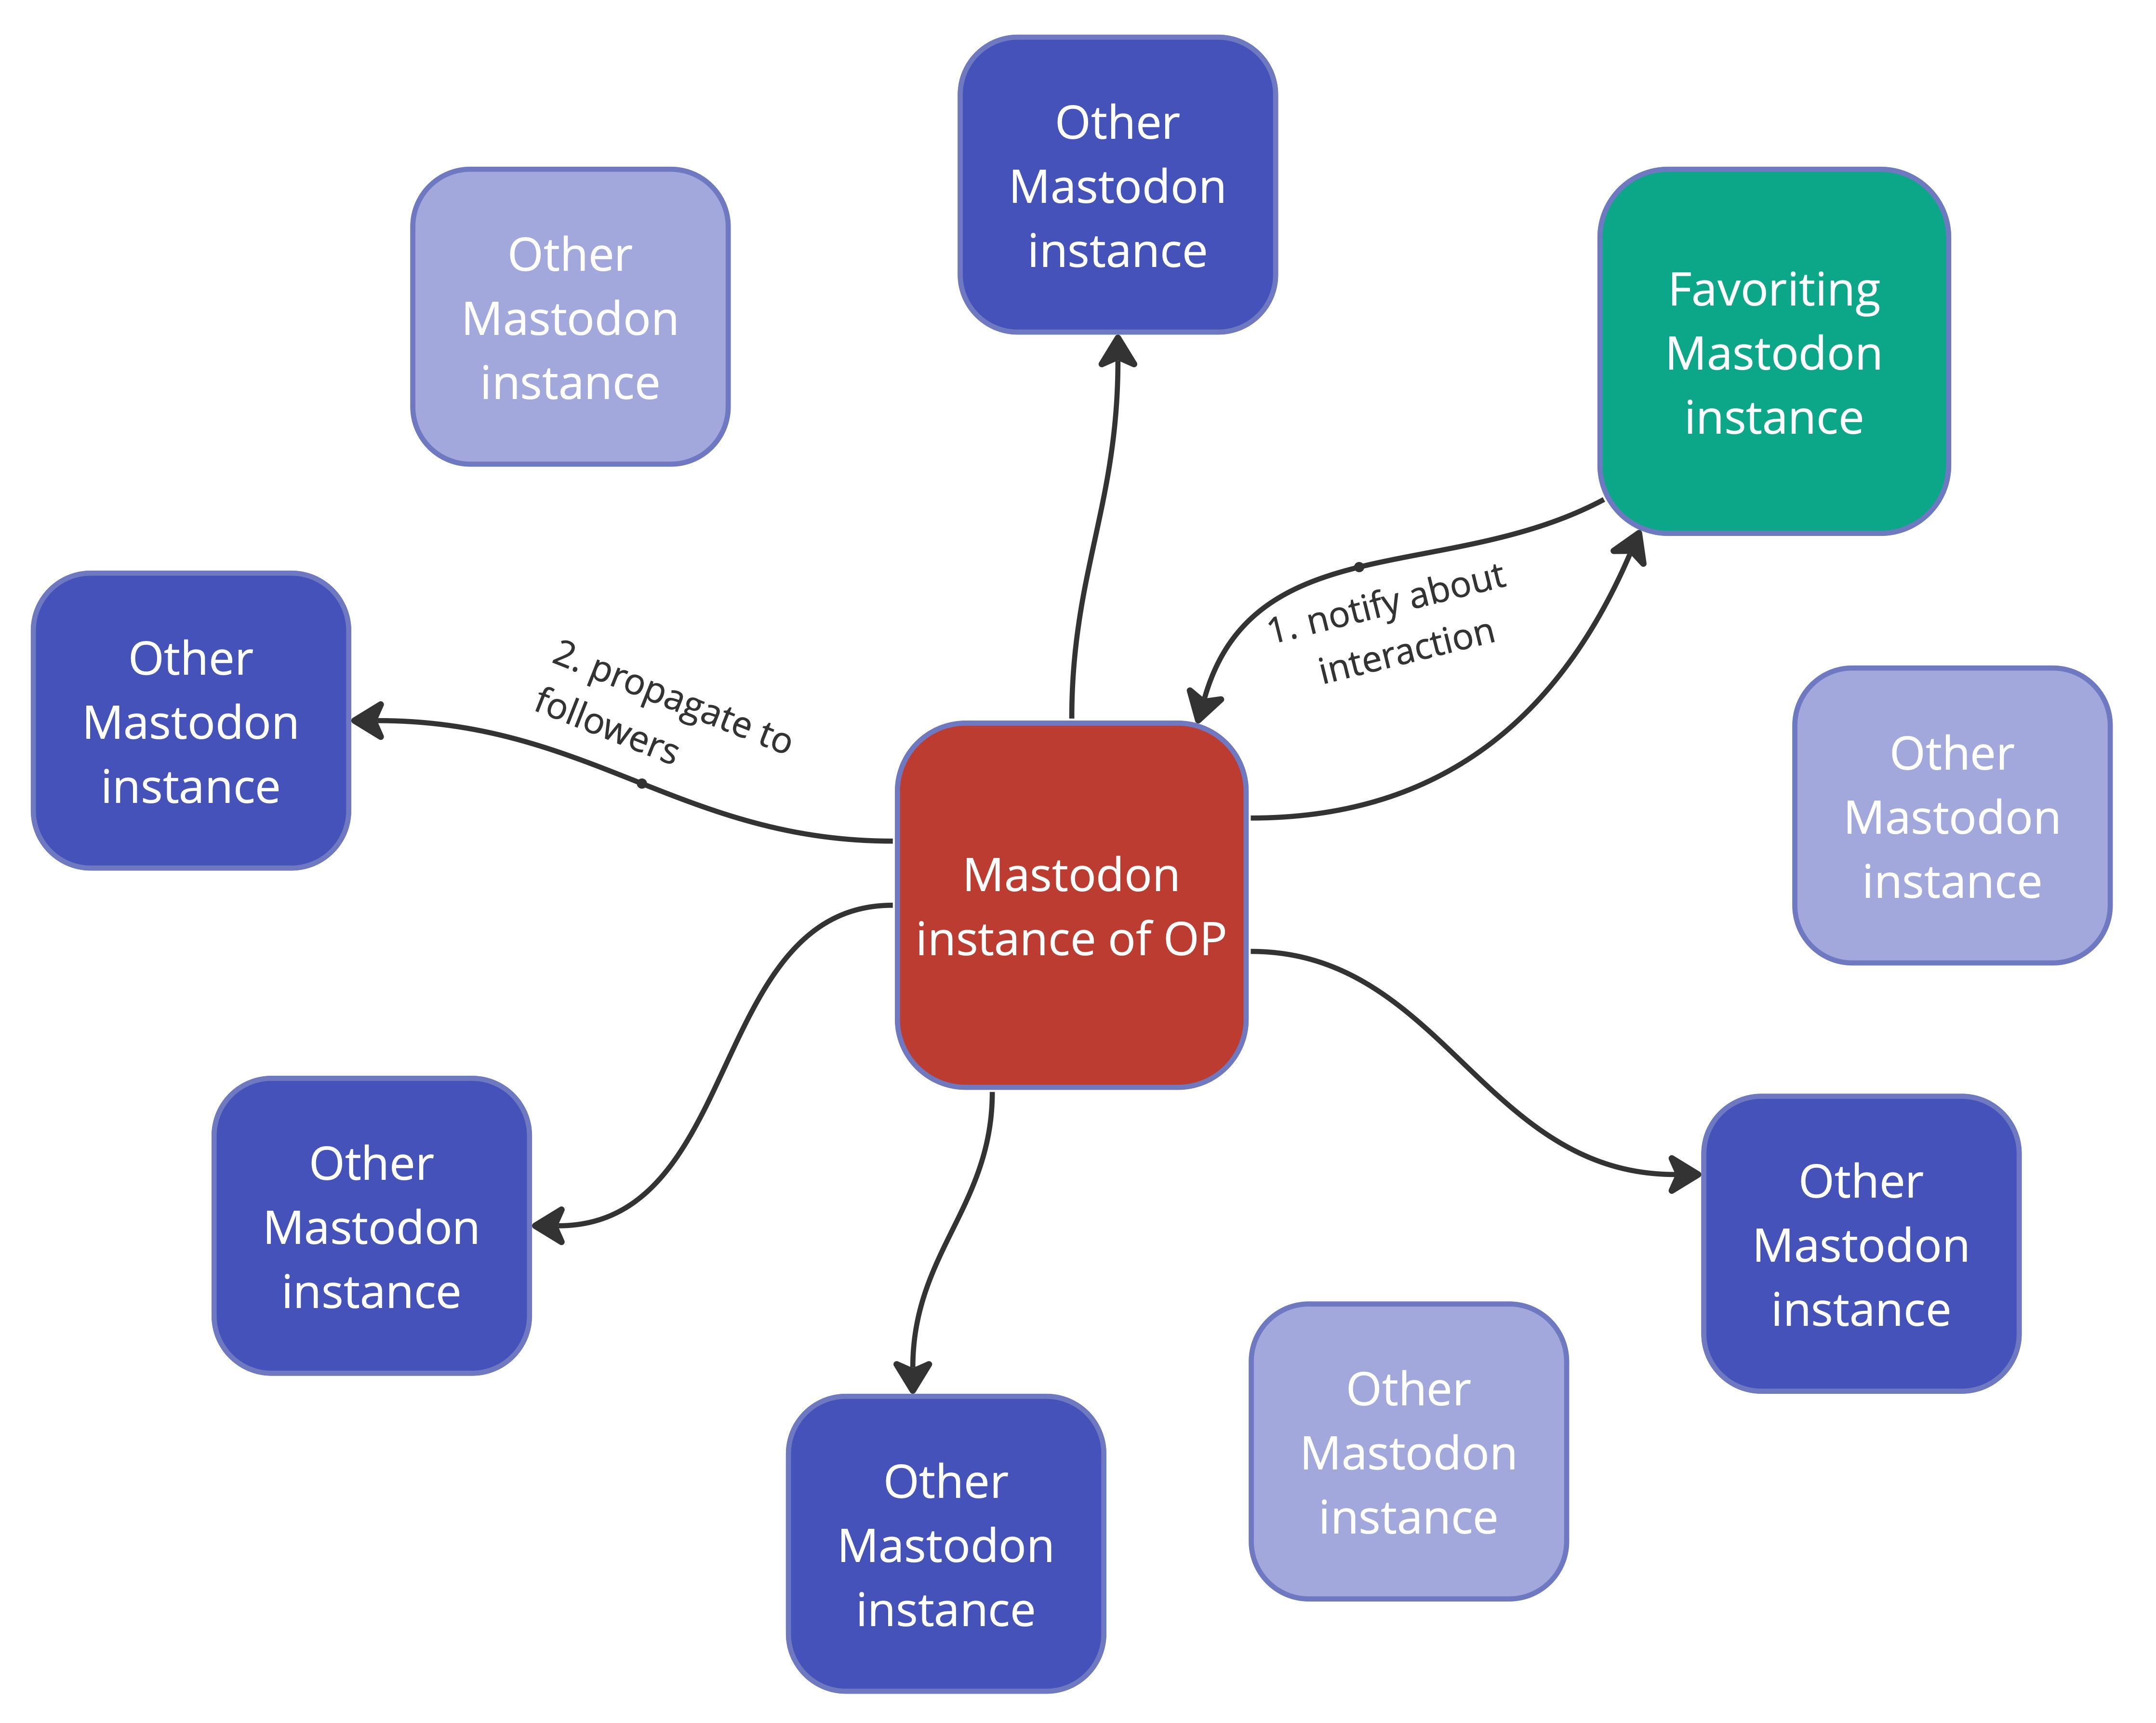 Other
Mastodon
instance
Other
Mastodon
instance
Favoriting
Mastodon
instance
1. notify about
interaction
2. propagate to
followers
Other
Mastodon
instance
Other
Mastodon
instance
Mastodon
instance of OP
Other
Mastodon
instance
Other
Mastodon
instance
Other
Mastodon
instance
Other
Mastodon
instance